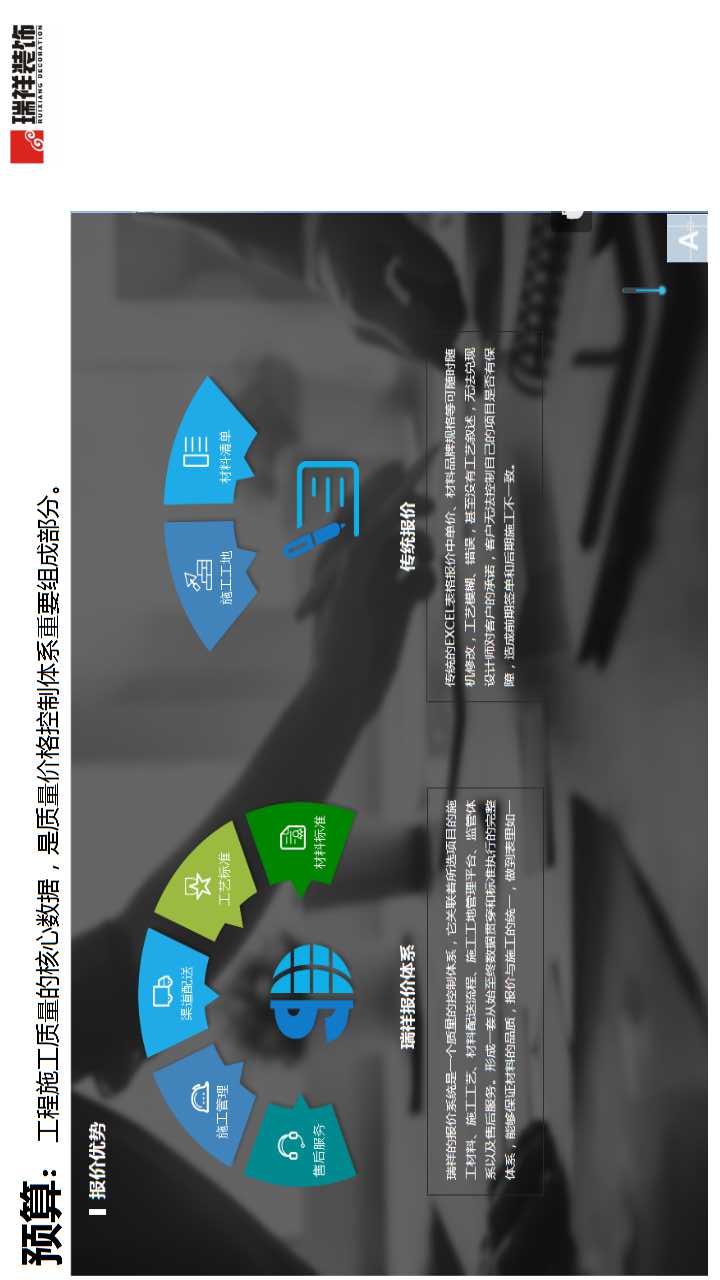 预算：工程施工质量的核心数据，是质量价格控制体系重要组成部分。
瑞祥装饰
RUIXIANG DECORATION
报价优势
售后服务
施工管理
渠道配送
工艺标准
材料标准
施工工地
材料清单
瑞祥报价体系
瑞祥的报价系统是一个质量的控制体系，它关联着所选项目的施
工材料、施工工艺、材料配送流程、施工工地管理平台、监管体
系以及售后服务。形成一套从始至终数据贯穿和标准执行的完整
体系，能够保证材料的品质，报价与施工的统一，做到表里如一
传统报价
传统的EXCEL表格报价中单价、材料品牌规格等可随时随
机修改，工艺模糊、错误，甚至没有工艺叙述，无法兑现
设计师对客户的承诺，客户无法控制自己的项目是否有保
障，造成前期签单和后期施工不一致。
A